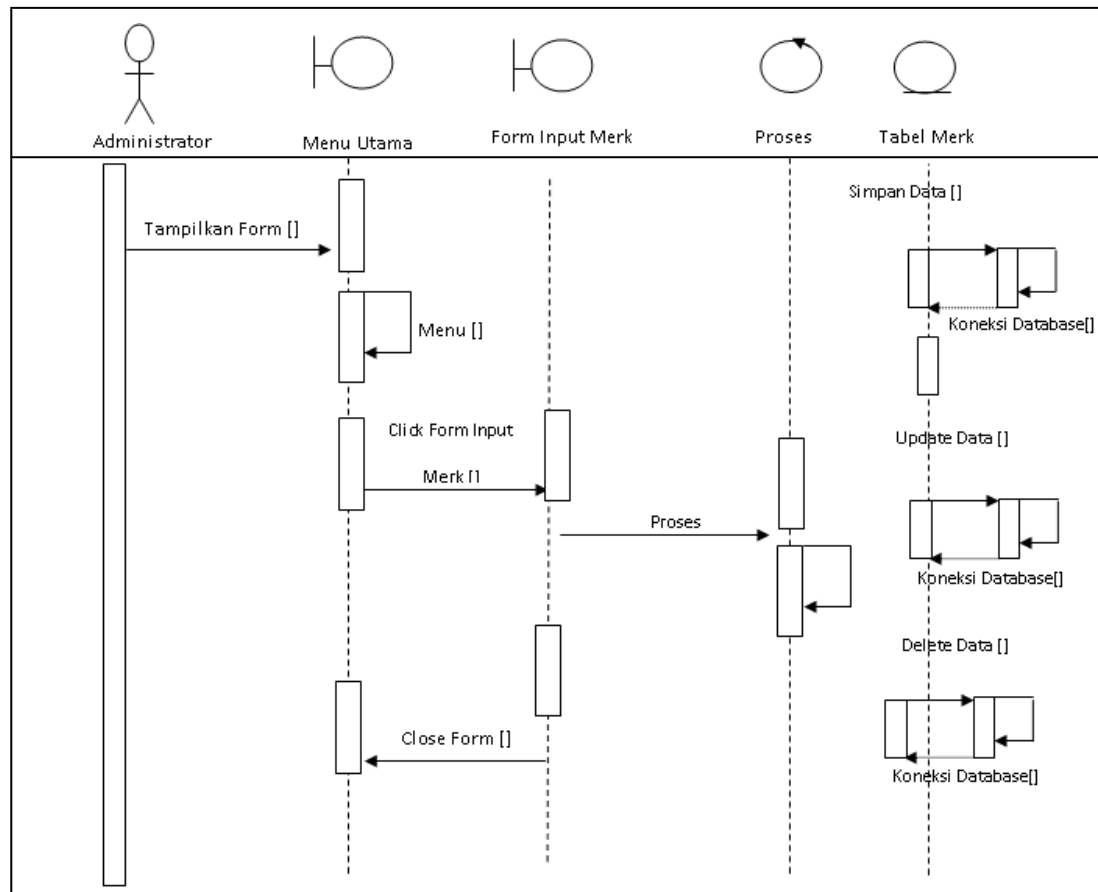 Administrator
Menu Utama
Form Input Merk
Proses
Tabel Merk
Simpan Data []
Tampilkan Form []
Koneksi Database[]
Menu []
Click Form Input
Merk []
Update Data []
Proses
Koneksi Database[]
Delete Data []
Close Form []
Koneksi Database[]